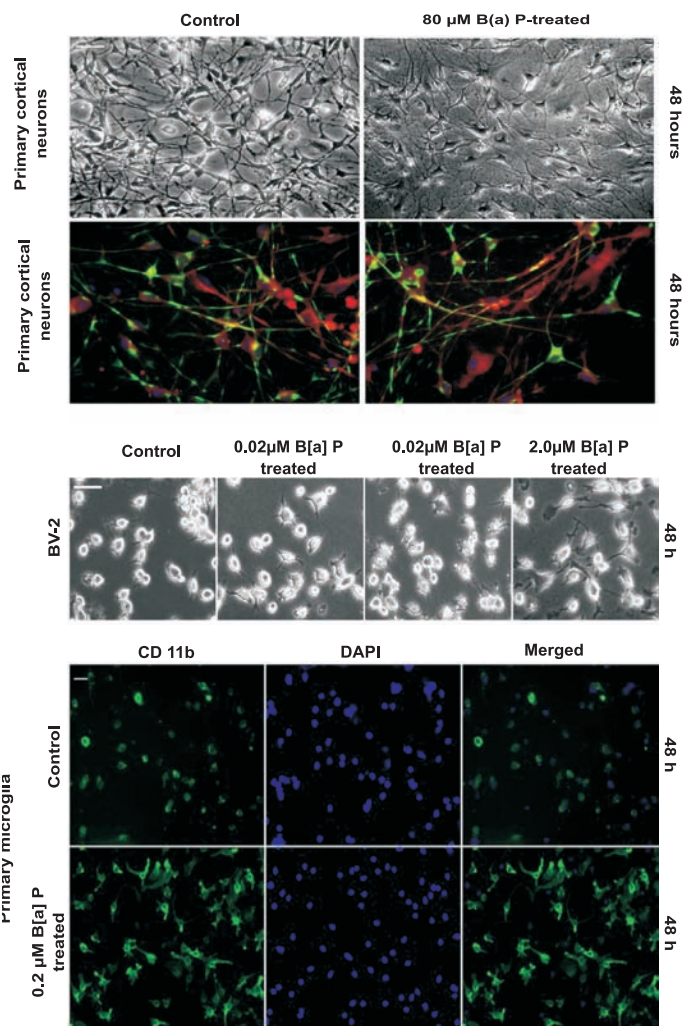 Control
80 µM B(a) P-treated
Primary cortical
neurons
48 hours
Primary cortical
neurons
48 hours
Control
0.02µM B[a] P
treated
0.02µM B[a] P
treated
2.0µM B[a] P
treated
BV-2
48 h
CD 11b
DAPI
Merged
Primary microglia
Control
48 h
0.2 µM B[a] P
treated
48 h